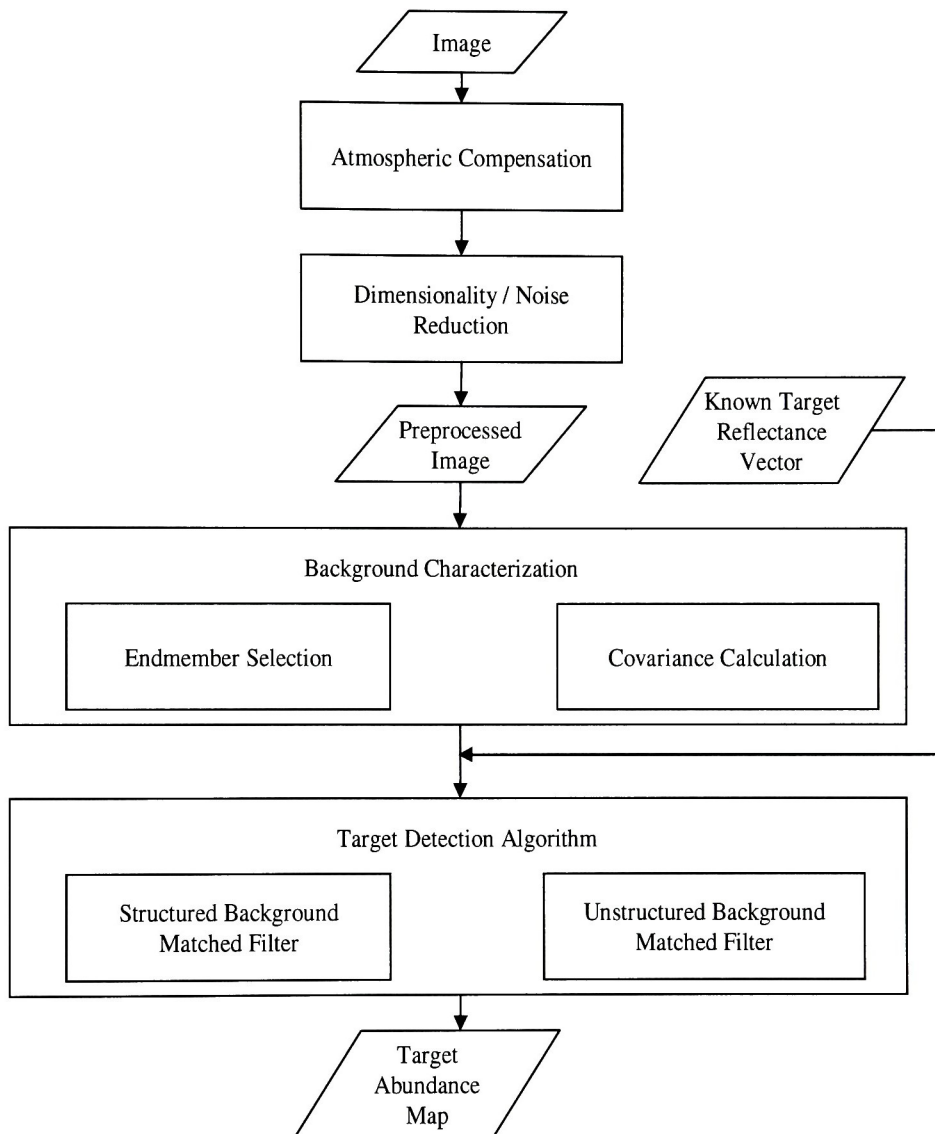 Image
Atmospheric Compensation
Dimensionality / Noise
Reduction
Preprocessed
Image
Known Target
Reflectance
Vector
Background Characterization
Endmember Selection
Covariance Calculation
Target Detection Algorithm
Structured Background
Matched Filter
Unstructured Background
Matched Filter
Target
Abundance
Map